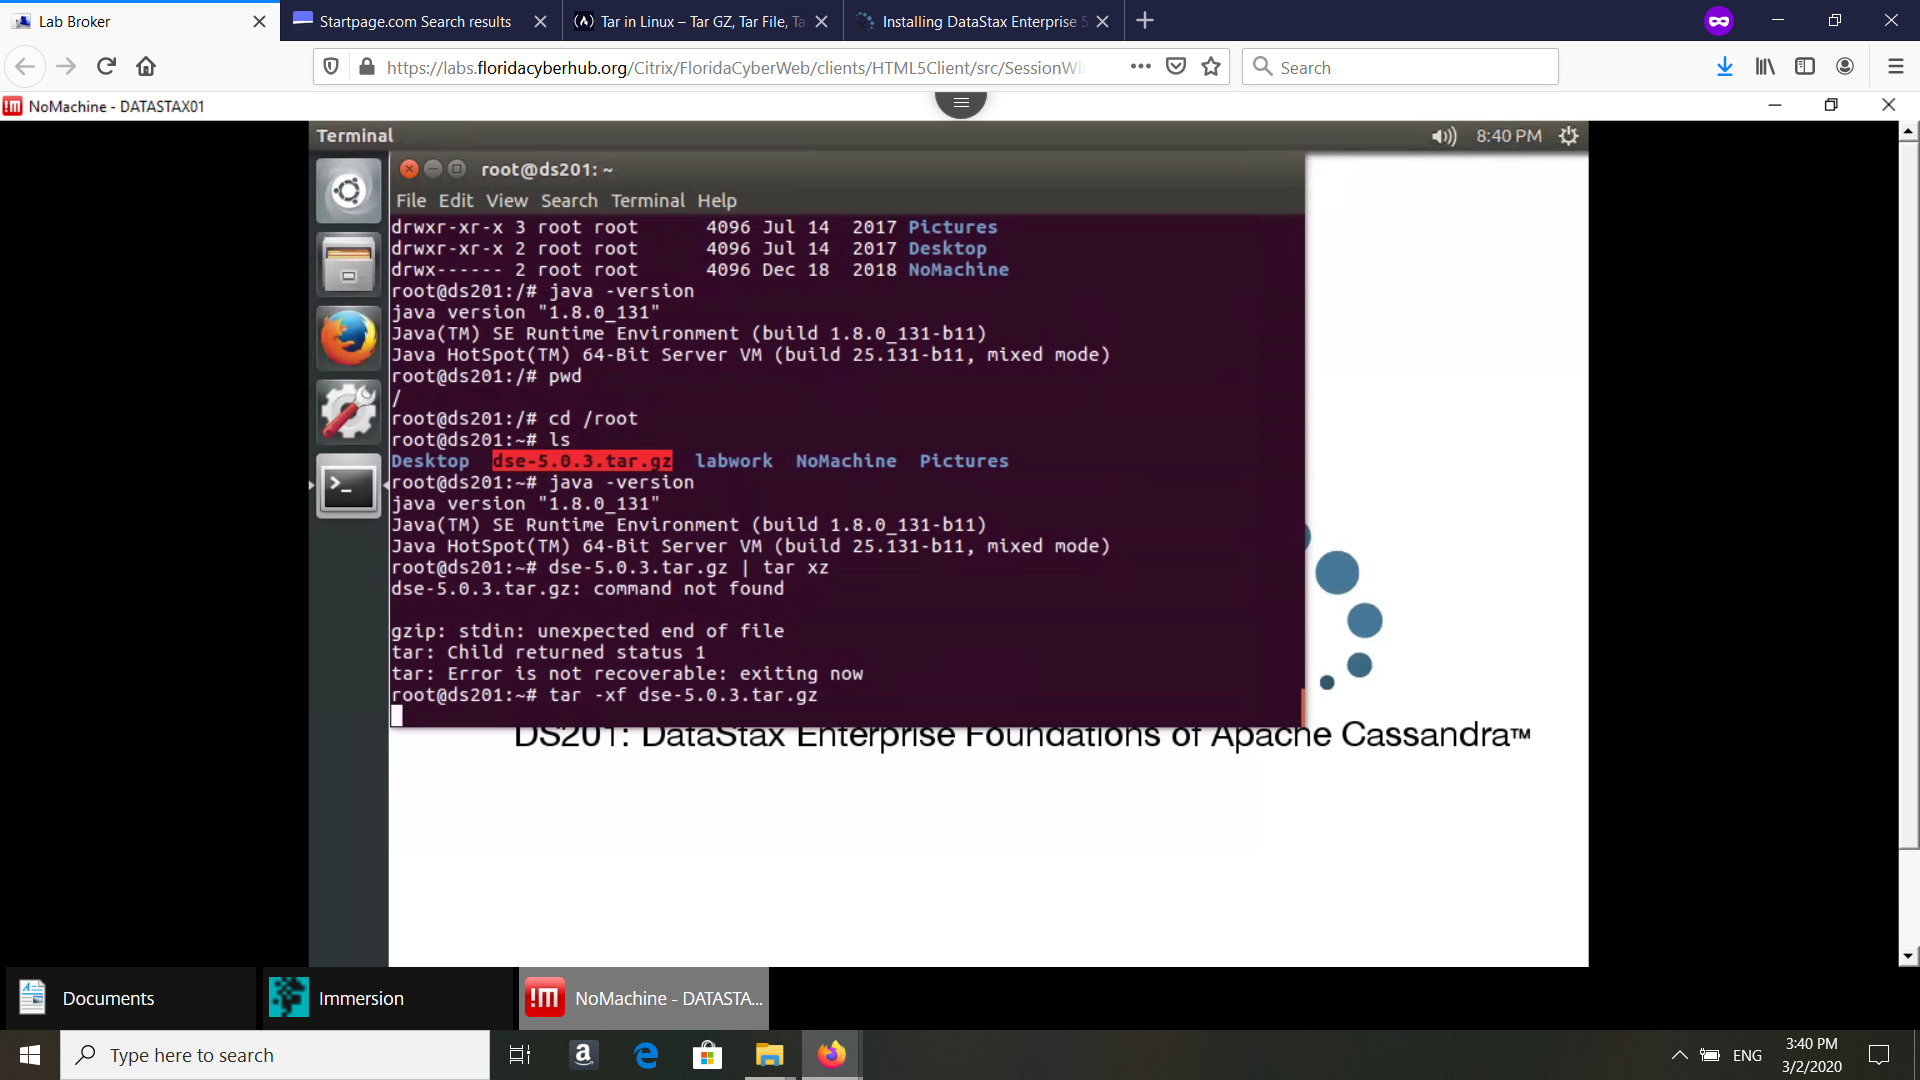 Lab Broker
Startpage.com Search results
Tar in Linux – Tar GZ, Tar File, Ta
Installing DataStax Enterprise 5
https://labs.floridacyberhub.org/Citrix/FloridaCyberWeb/clients/HTML5Client/src/SessionWi
Search
NoMachine - DATASTAX01
Terminal
8:40 PM
root@ds201: ~
File Edit View Search Terminal Help
drwxr-xr-x 3 root root 4096 Jul 14 2017 Pictures
drwxr-xr-x 2 root root 4096 Jul 14 2017 Desktop
drwx------ 2 root root 4096 Dec 18 2018 NoMachine
root@ds201:/# java -version
java version "1.8.0_131"
Java(TM) SE Runtime Environment (build 1.8.0_131-b11)
Java HotSpot(TM) 64-Bit Server VM (build 25.131-b11, mixed mode)
root@ds201:/# pwd
/
root@ds201:/# cd /root
root@ds201:~# ls
Desktop dse-5.0.3.tar.gz labwork NoMachine Pictures
root@ds201:~# java -version
java version "1.8.0_131"
Java(TM) SE Runtime Environment (build 1.8.0_131-b11)
Java HotSpot(TM) 64-Bit Server VM (build 25.131-b11, mixed mode)
root@ds201:~# dse-5.0.3.tar.gz | tar xz
dse-5.0.3.tar.gz: command not found
gzip: stdin: unexpected end of file
tar: Child returned status 1
tar: Error is not recoverable: exiting now
root@ds201:~# tar -xf dse-5.0.3.tar.gz
DS201: DataStax Enterprise Foundations of Apache Cassandra™
Documents
Immersion
NoMachine - DATASTA...
Type here to search
ENG
3:40 PM
3/2/2020